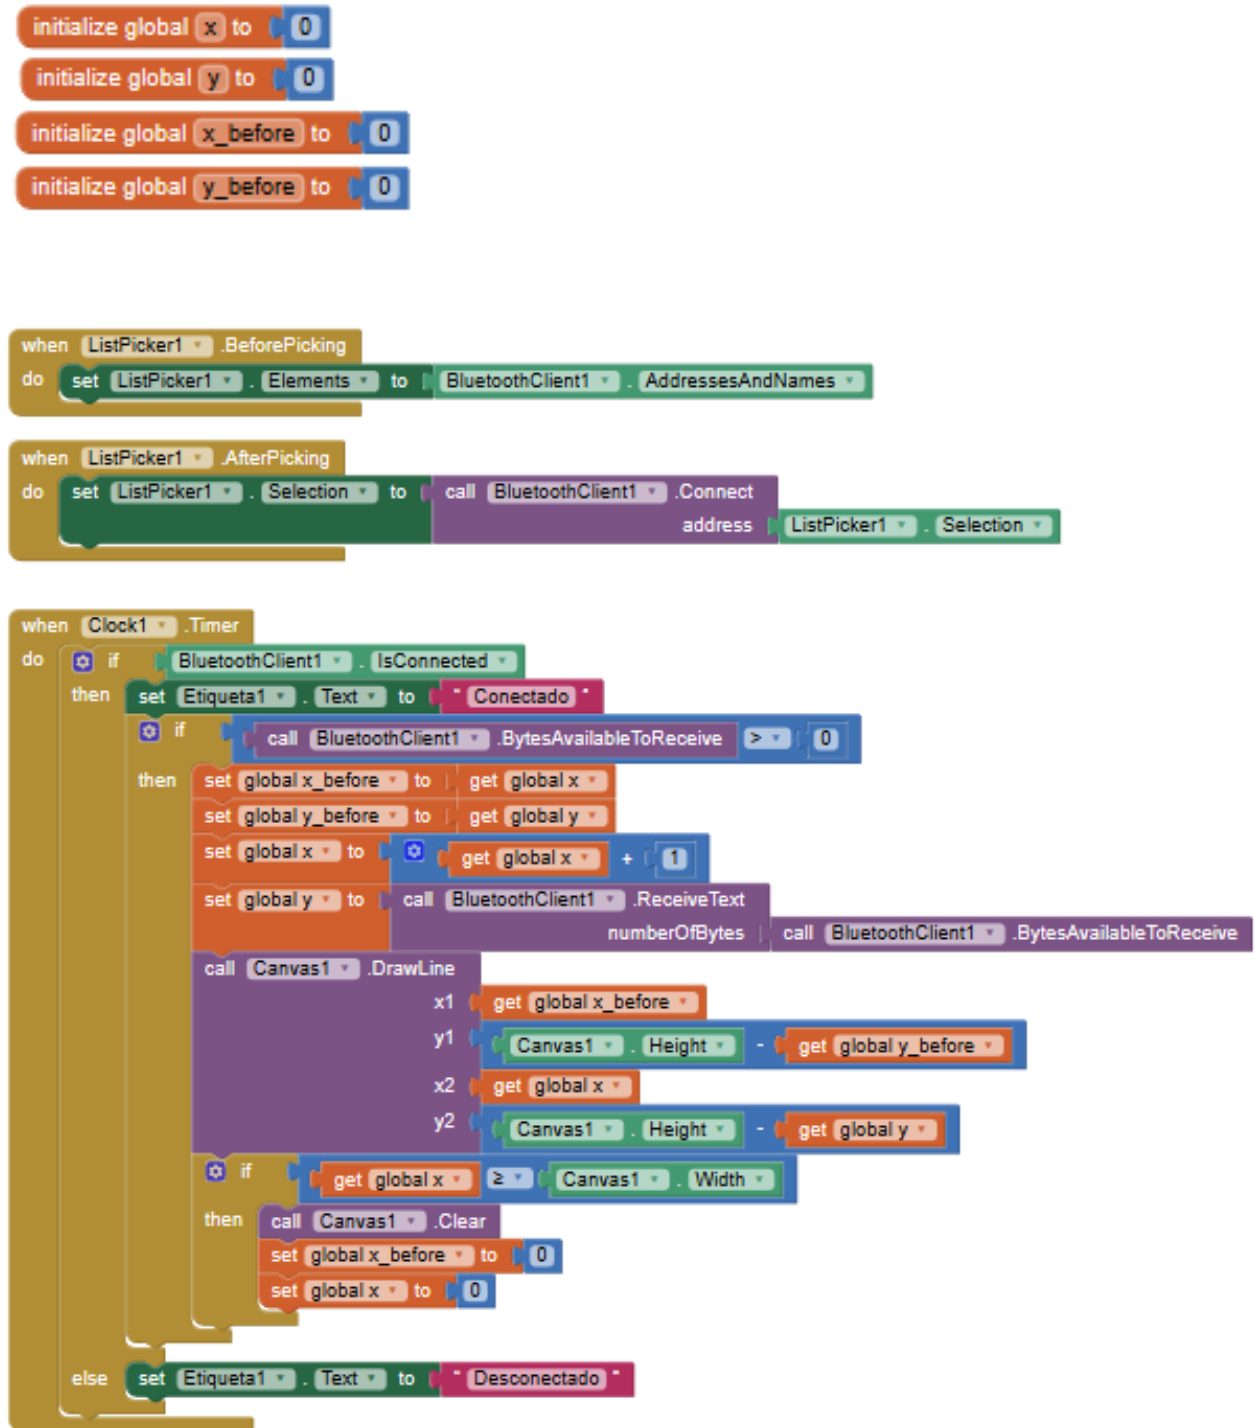 initialize global x to 0
initialize global y to 0
initialize global x_before to 0
initialize global y_before to 0
when ListPicker1 .BeforePicking
do set ListPicker1 . Elements to BluetoothClient1 . AddressesAndNames
when ListPicker1 .AfterPicking
do set ListPicker1 . Selection to call BluetoothClient1 .Connect
address ListPicker1 . Selection
when Clock1 .Timer
do if BluetoothClient1 . IsConnected
then set Etiqueta1 . Text to " Conectado "
if call BluetoothClient1 .BytesAvailableToReceive > 0
then set global x_before to get global x
set global y_before to get global y
set global x to get global x + 1
set global y to call BluetoothClient1 .ReceiveText
numberOfBytes call BluetoothClient1 .BytesAvailableToReceive
call Canvas1 .DrawLine
x1 get global x_before
y1 Canvas1 . Height - get global y_before
x2 get global x
y2 Canvas1 . Height - get global y
if get global x ≥ Canvas1 . Width
then call Canvas1 .Clear
set global x_before to 0
set global x to 0
else set Etiqueta1 . Text to " Desconectado "